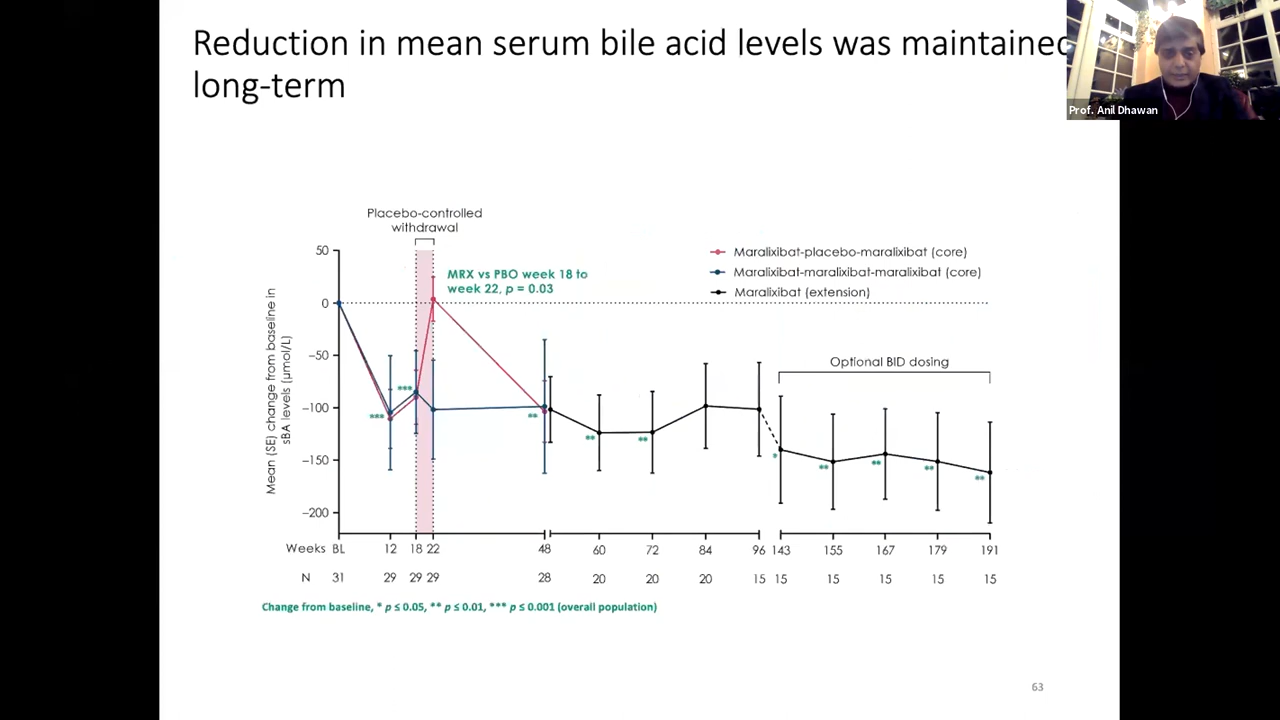 Reduction in mean serum bile acid levels was maintained
long-term
Prof. Anil Dhawan
Placebo-controlled
withdrawal
MRX vs PBO week 18 to
week 22, p = 0.03
Maralixibat-placebo-maralixibat (core)
Maralixibat-maralixibat-maralixibat (core)
Maralixibat (extension)
Optional BID dosing
Mean (SE) change from baseline in
sBA levels (µmol/L)
50
0
−50
−100
−150
−200
***
***
**
**
**
*
**
**
**
**
Weeks BL 12 18 22 48 60 72 84 96 143 155 167 179 191
N 31 29 29 29 28 20 20 20 15 15 15 15 15 15
Change from baseline, * p ≤ 0.05, ** p ≤ 0.01, *** p ≤ 0.001 (overall population)
63